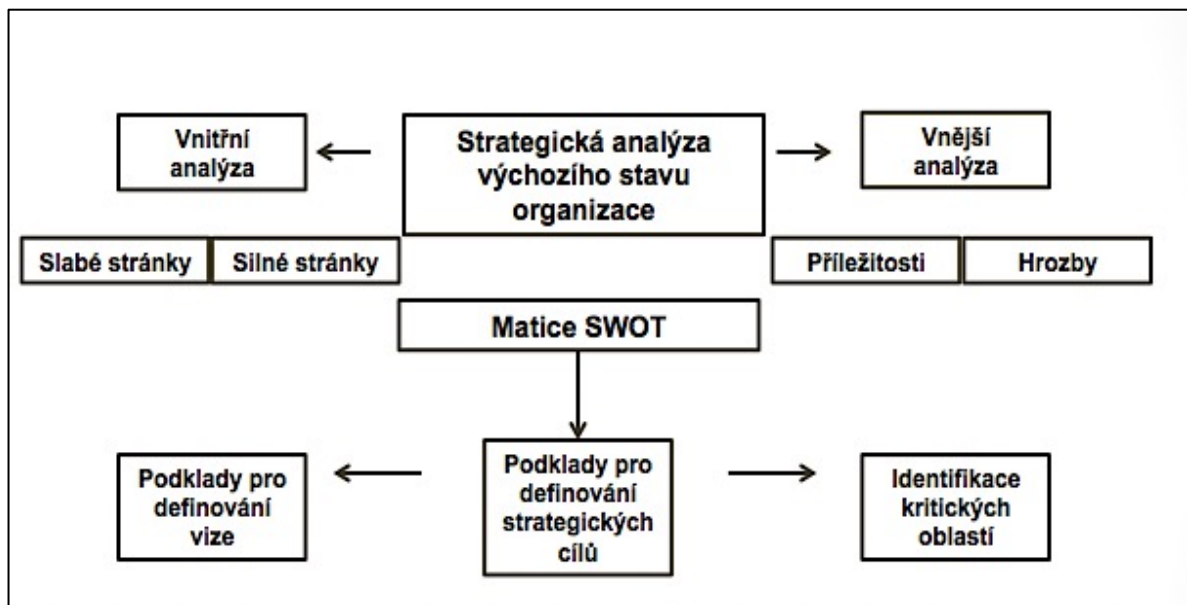 Vnitřní
analýza
Strategická analýza
výchozího stavu
organizace
Vnější
analýza
Slabé stránky
Silné stránky
Příležitosti
Hrozby
Matice SWOT
Podklady pro
definování
vize
Podklady pro
definování
strategických
cílů
Identifikace
kritických
oblastí